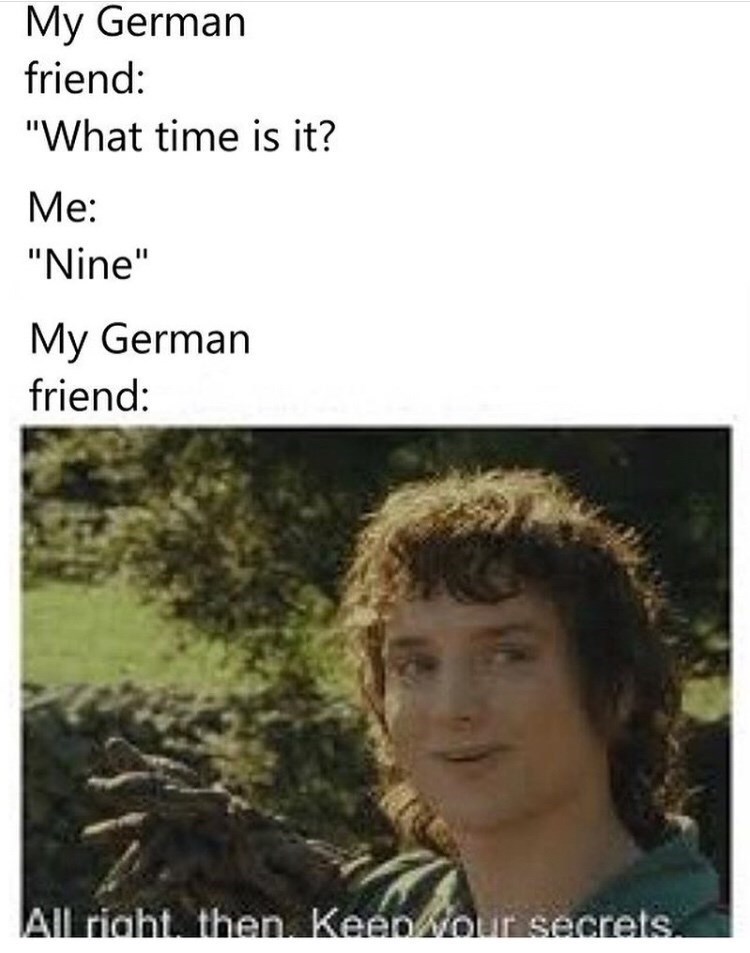 My German
friend:
"What time is it?
Me:
"Nine"
My German
friend:
All right, then. Keep your secrets.